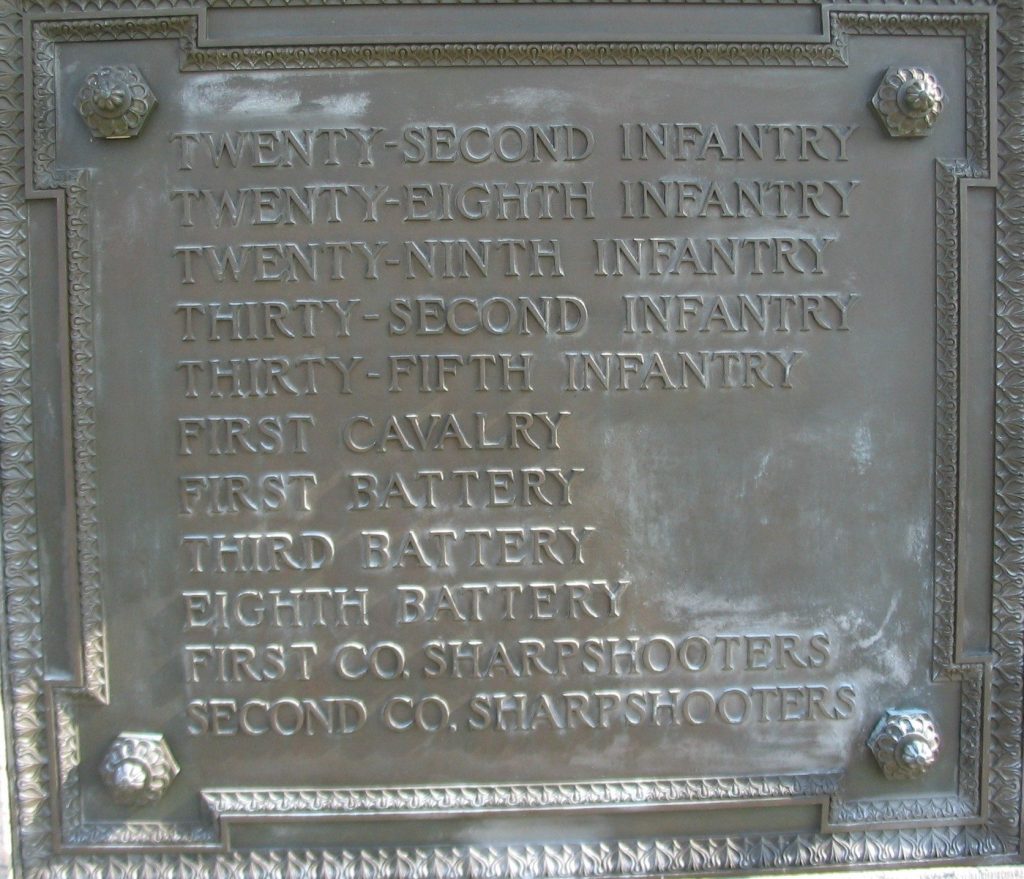 TWENTY-SECOND INFANTRY
TWENTY-EIGHTH INFANTRY
TWENTY-NINTH INFANTRY
THIRTY-SECOND INFANTRY
THIRTY-FIFTH INFANTRY
FIRST CAVALRY
FIRST BATTERY
THIRD BATTERY
EIGHTH BATTERY
FIRST CO. SHARPSHOOTERS
SECOND CO. SHARPSHOOTERS